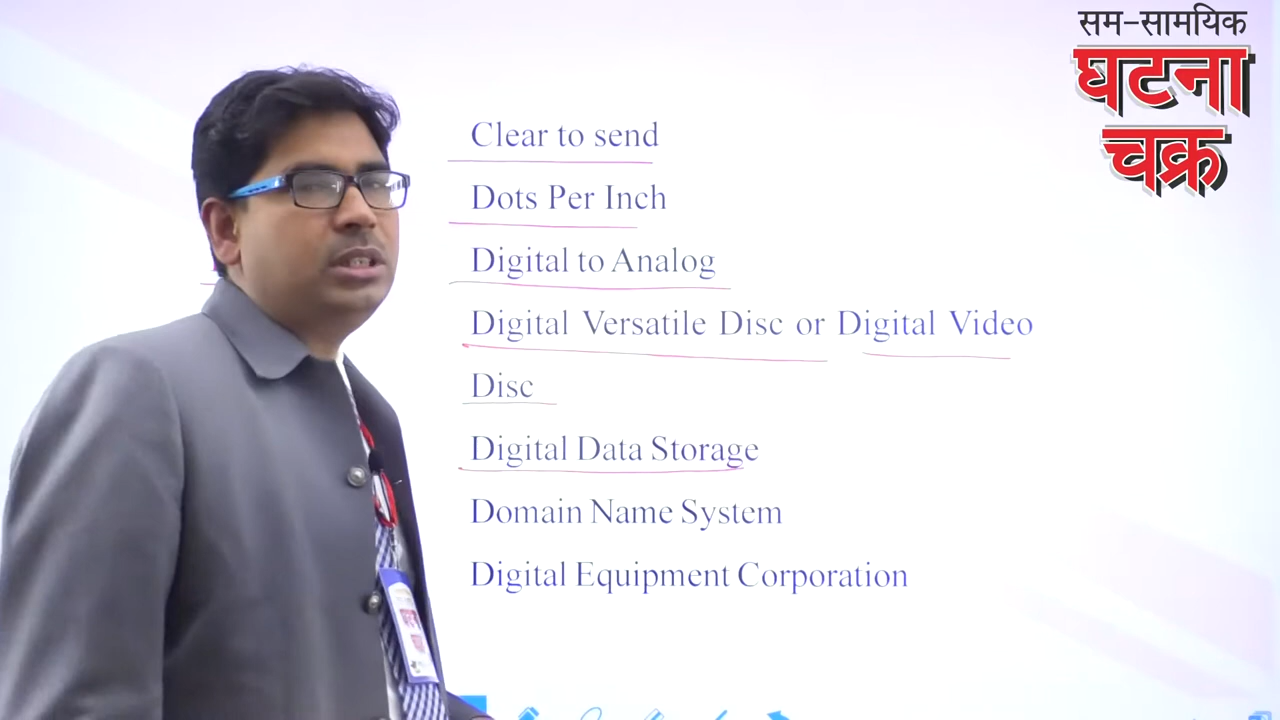 सम-सामयिक
घटना
चक्र
Clear to send
Dots Per Inch
Digital to Analog
Digital Versatile Disc or Digital Video
Disc
Digital Data Storage
Domain Name System
Digital Equipment Corporation